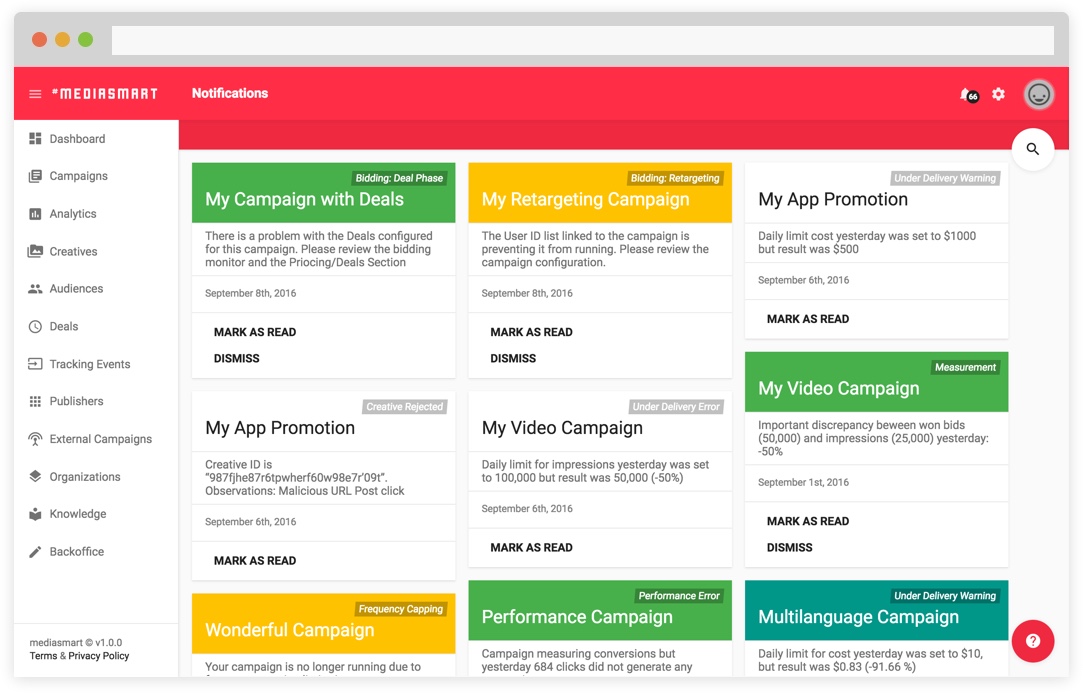 #MEDIASMART
Notifications
66
Dashboard
Campaigns
Analytics
Creatives
Audiences
Deals
Tracking Events
Publishers
External Campaigns
Organizations
Knowledge
Backoffice
mediasmart © v1.0.0
Terms & Privacy Policy
Bidding: Deal Phase
My Campaign with Deals
There is a problem with the Deals configured
for this campaign. Please review the bidding
monitor and the Priocing/Deals Section
September 8th, 2016
MARK AS READ
DISMISS
Creative Rejected
My App Promotion
Creative ID is
“987fjhe87r6tpwherf60w98e7r’09t”.
Observations: Malicious URL Post click
September 6th, 2016
MARK AS READ
Frequency Capping
Wonderful Campaign
Your campaign is no longer running due to
Bidding: Retargeting
My Retargeting Campaign
The User ID list linked to the campaign is
preventing it from running. Please review the
campaign configuration.
September 8th, 2016
MARK AS READ
DISMISS
Under Delivery Error
My Video Campaign
Daily limit for impressions yesterday was set
to 100,000 but result was 50,000 (-50%)
September 6th, 2016
MARK AS READ
Performance Error
Performance Campaign
Campaign measuring conversions but
yesterday 684 clicks did not generate any
Under Delivery Warning
My App Promotion
Daily limit cost yesterday was set to $1000
but result was $500
September 6th, 2016
MARK AS READ
Measurement
My Video Campaign
Important discrepancy beween won bids
(50,000) and impressions (25,000) yesterday:
-50%
September 1st, 2016
MARK AS READ
DISMISS
Under Delivery Warning
Multilanguage Campaign
Daily limit for cost yesterday was set to $10,
but result was $0.83 (-91.66 %)
?